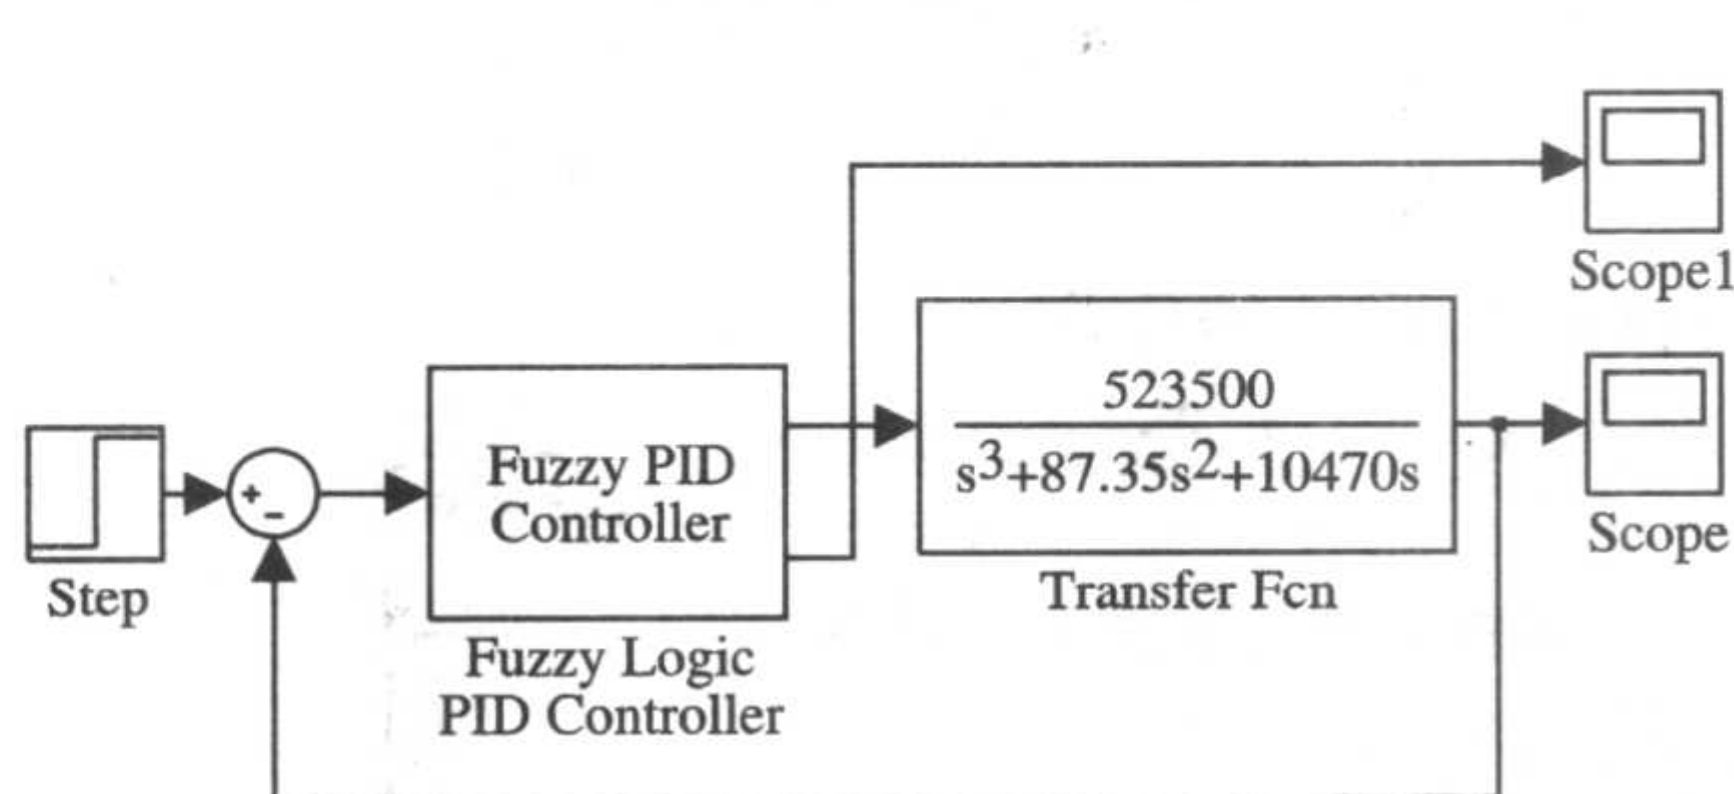 Scope1
523500
s³+87.35s²+10470s
Transfer Fcn
Scope
+
−
Fuzzy PID
Controller
Step
Fuzzy Logic
PID Controller